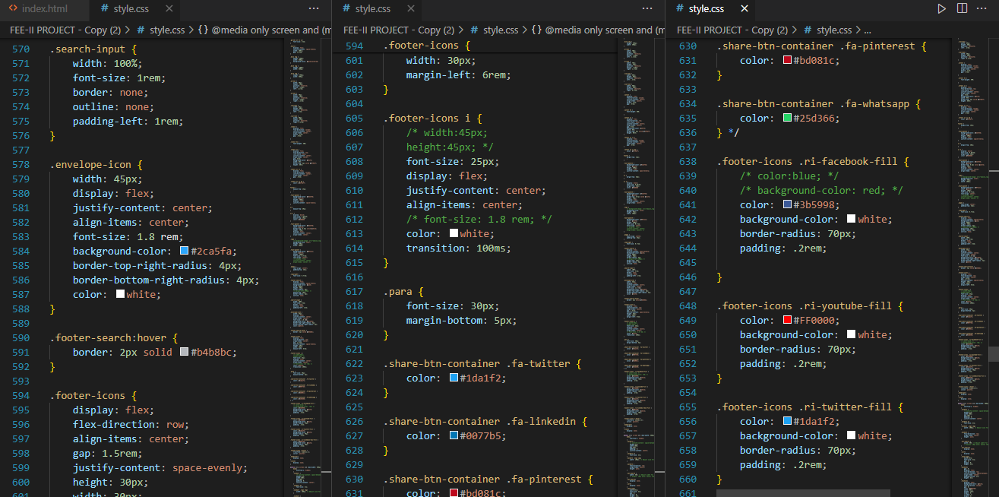 index.html
# style.css
FEE-II PROJECT - Copy (2) > # style.css > {} @media only screen and (m
570 .search-input {
571 width: 100%;
572 font-size: 1rem;
573 border: none;
574 outline: none;
575 padding-left: 1rem;
576 }
577
578 .envelope-icon {
579 width: 45px;
580 display: flex;
581 justify-content: center;
582 align-items: center;
583 font-size: 1.8 rem;
584 background-color: #2ca5fa;
585 border-top-right-radius: 4px;
586 border-bottom-right-radius: 4px;
587 color: white;
588 }
589
590 .footer-search:hover {
591 border: 2px solid #b4b8bc;
592 }
593
594 .footer-icons {
595 display: flex;
596 flex-direction: row;
597 align-items: center;
598 gap: 1.5rem;
599 justify-content: space-evenly;
600 height: 30px;
601 width: 30px;
# style.css
FEE-II PROJECT - Copy (2) > # style.css > {} @media only screen and (m
594 .footer-icons {
601 width: 30px;
602 margin-left: 6rem;
603 }
604
605 .footer-icons i {
606 /* width:45px;
607 height:45px; */
608 font-size: 25px;
609 display: flex;
610 justify-content: center;
611 align-items: center;
612 /* font-size: 1.8 rem; */
613 color: white;
614 transition: 100ms;
615 }
616
617 .para {
618 font-size: 30px;
619 margin-bottom: 5px;
620 }
621
622 .share-btn-container .fa-twitter {
623 color: #1da1f2;
624 }
625
626 .share-btn-container .fa-linkedin {
627 color: #0077b5;
628 }
629
630 .share-btn-container .fa-pinterest {
631 color: #bd081c;
# style.css
FEE-II PROJECT - Copy (2) > # style.css > ...
630 .share-btn-container .fa-pinterest {
631 color: #bd081c;
632 }
633
634 .share-btn-container .fa-whatsapp {
635 color: #25d366;
636 } */
637
638 .footer-icons .ri-facebook-fill {
639 /* color:blue; */
640 /* background-color: red; */
641 color: #3b5998;
642 background-color: white;
643 border-radius: 70px;
644 padding: .2rem;
645
646 }
647
648 .footer-icons .ri-youtube-fill {
649 color: #FF0000;
650 background-color: white;
651 border-radius: 70px;
652 padding: .2rem;
653 }
654
655 .footer-icons .ri-twitter-fill {
656 color: #1da1f2;
657 background-color: white;
658 border-radius: 70px;
659 padding: .2rem;
660 }
661